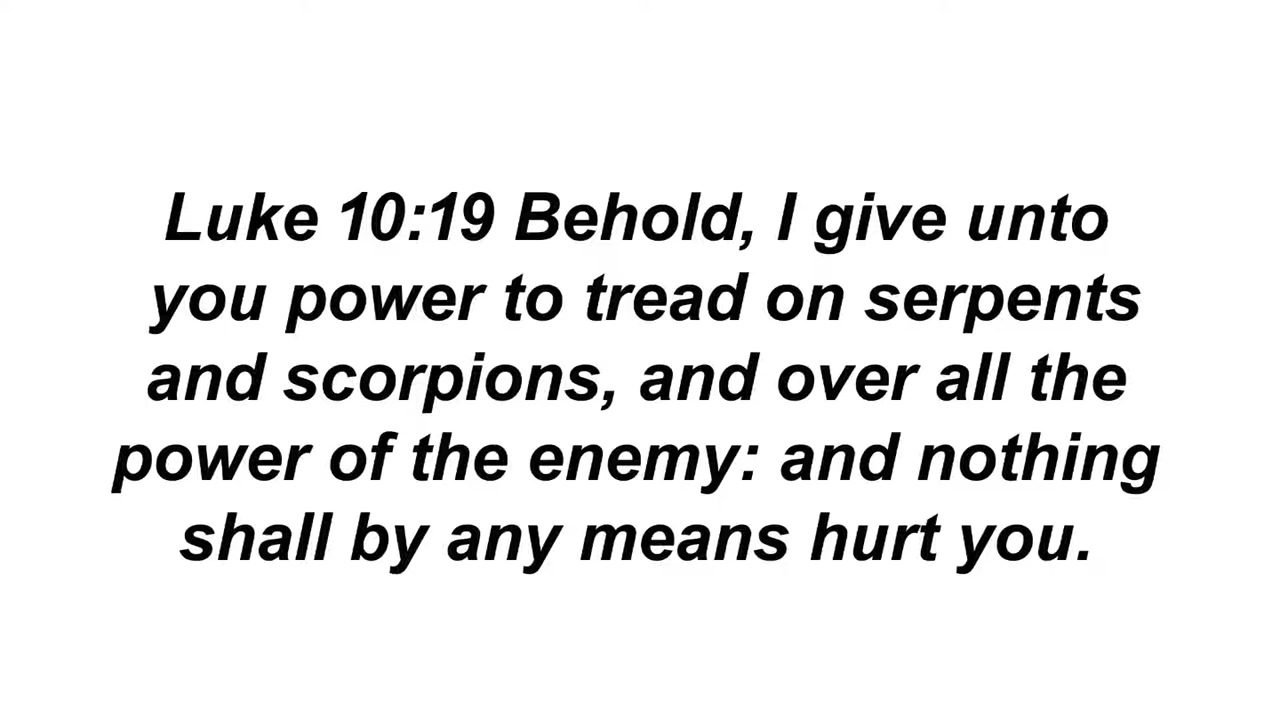 Luke 10:19 Behold, I give unto
you power to tread on serpents
and scorpions, and over all the
power of the enemy: and nothing
shall by any means hurt you.